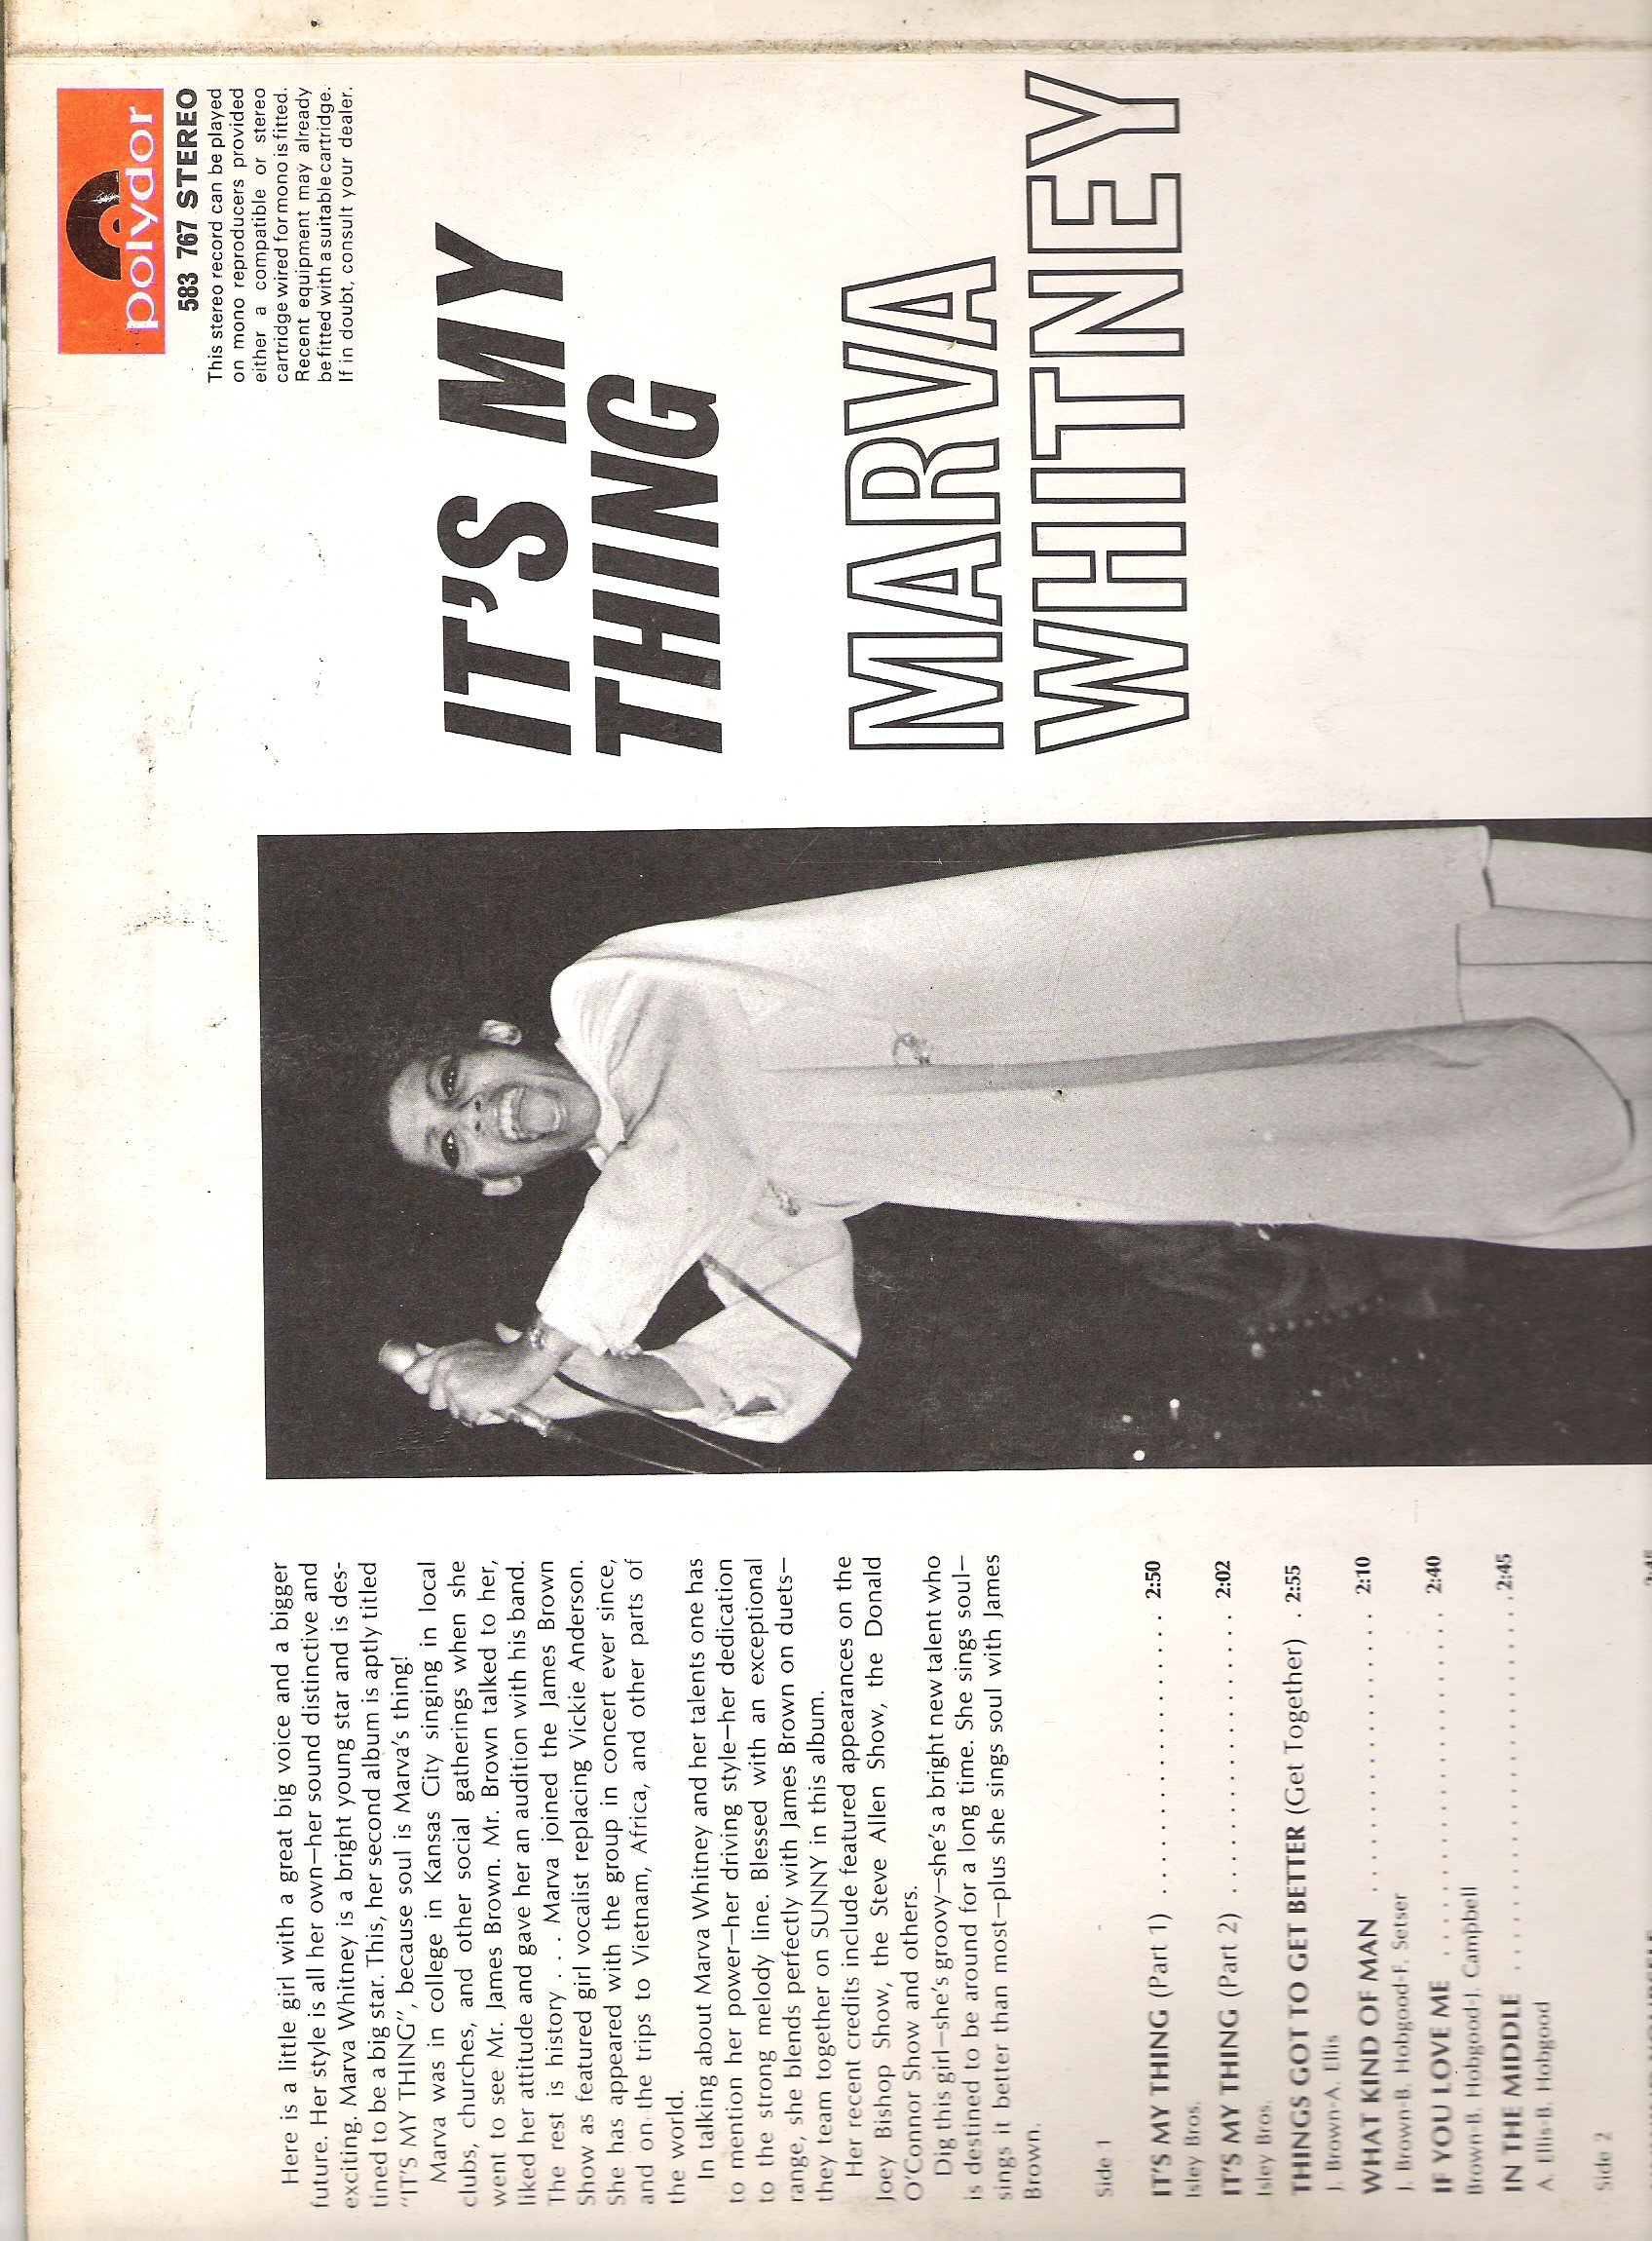 Here is a little girl with a great big voice and a bigger
future. Her style is all her own—her sound distinctive and
exciting. Marva Whitney is a bright young star and is des-
tined to be a big star. This, her second album is aptly titled
"IT'S MY THING", because soul is Marva's thing!
Marva was in college in Kansas City singing in local
clubs, churches, and other social gatherings when she
went to see Mr. James Brown. Mr. Brown talked to her,
liked her attitude and gave her an audition with his band.
The rest is history . . . Marva joined the James Brown
Show as featured girl vocalist replacing Vickie Anderson.
She has appeared with the group in concert ever since,
and on the trips to Vietnam, Africa, and other parts of
the world.
In talking about Marva Whitney and her talents one has
to mention her power—her driving style—her dedication
to the strong melody line. Blessed with an exceptional
range, she blends perfectly with James Brown on duets—
they team together on SUNNY in this album.
Her recent credits include featured appearances on the
Joey Bishop Show, the Steve Allen Show, the Donald
O'Connor Show and others.
Dig this girl—she's groovy—she's a bright new talent who
is destined to be around for a long time. She sings soul—
sings it better than most—plus she sings soul with James
Brown.
Side 1
IT'S MY THING (Part 1) . . . . . . . . . . . . . . . . . . . 2:50
Isley Bros.
IT'S MY THING (Part 2) . . . . . . . . . . . . . . . . . . . 2:02
Isley Bros.
THINGS GOT TO GET BETTER (Get Together) . 2:55
J. Brown-A. Ellis
WHAT KIND OF MAN . . . . . . . . . . . . . . . . . . . 2:10
J. Brown-B. Hobgood-F. Setser
IF YOU LOVE ME . . . . . . . . . . . . . . . . . . . . . . 2:40
Brown-B. Hobgood-J. Campbell
IN THE MIDDLE . . . . . . . . . . . . . . . . . . . . . . . 2:45
A. Ellis-B. Hobgood
Side 2
polydor
583 767 STEREO
This stereo record can be played
on mono reproducers provided
either a compatible or stereo
cartridge wired for mono is fitted.
Recent equipment may already
be fitted with a suitable cartridge.
If in doubt, consult your dealer.
IT'S MY
THING
MARVA
WHITNEY